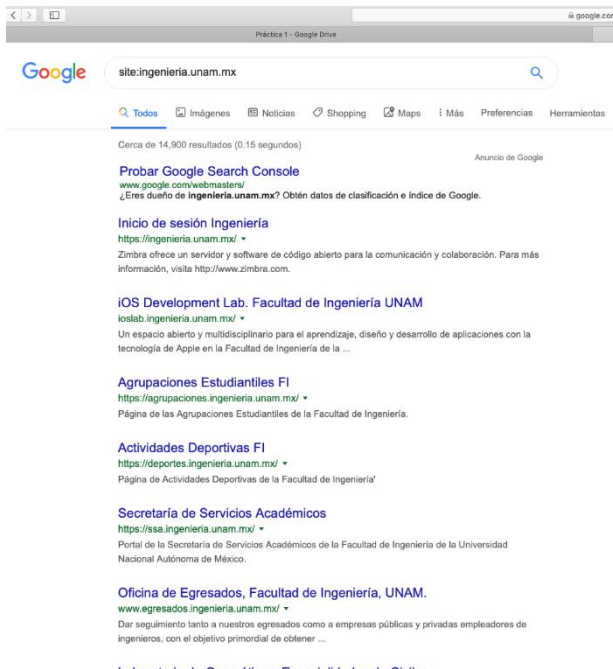 google.com
Práctica 1 - Google Drive
Google
site:ingenieria.unam.mx
Todos Imágenes Noticias Shopping Maps Más Preferencias Herramientas
Cerca de 14,900 resultados (0.15 segundos)
Anuncio de Google
Probar Google Search Console
www.google.com/webmasters/
¿Eres dueño de ingenieria.unam.mx? Obtén datos de clasificación e índice de Google.
Inicio de sesión Ingeniería
https://ingenieria.unam.mx/
Zimbra ofrece un servidor y software de código abierto para la comunicación y colaboración. Para más
información, visita http://www.zimbra.com.
iOS Development Lab. Facultad de Ingeniería UNAM
ioslab.ingenieria.unam.mx/
Un espacio abierto y multidisciplinario para el aprendizaje, diseño y desarrollo de aplicaciones con la
tecnología de Apple en la Facultad de Ingeniería de la ...
Agrupaciones Estudiantiles FI
https://agrupaciones.ingenieria.unam.mx/
Página de las Agrupaciones Estudiantiles de la Facultad de Ingeniería.
Actividades Deportivas FI
https://deportes.ingenieria.unam.mx/
Página de Actividades Deportivas de la Facultad de Ingeniería'
Secretaría de Servicios Académicos
https://ssa.ingenieria.unam.mx/
Portal de la Secretaría de Servicios Académicos de la Facultad de Ingeniería de la Universidad
Nacional Autónoma de México.
Oficina de Egresados, Facultad de Ingeniería, UNAM.
www.egresados.ingenieria.unam.mx/
Dar seguimiento tanto a nuestros egresados como a empresas públicas y privadas empleadores de
ingenieros, con el objetivo primordial de obtener ...